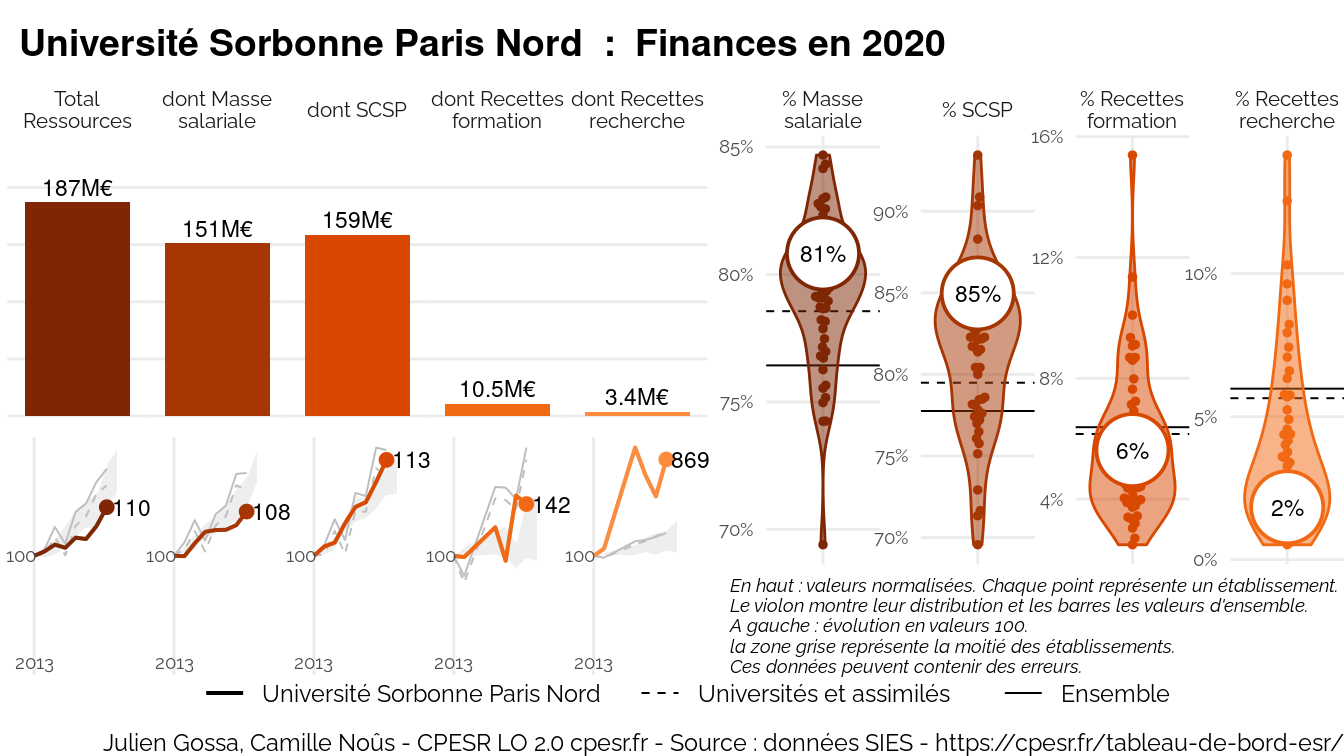 Université Sorbonne Paris Nord : Finances en 2020
Total
Ressources
dont Masse
salariale
dont SCSP
dont Recettes
formation
dont Recettes
recherche
187M€
151M€
159M€
10.5M€
3.4M€
100
110
2013
100
108
2013
100
113
2013
100
142
2013
100
869
2013
% Masse
salariale
85%
80%
75%
70%
81%
% SCSP
90%
85%
80%
75%
70%
85%
% Recettes
formation
16%
12%
8%
4%
6%
% Recettes
recherche
10%
5%
0%
2%
En haut : valeurs normalisées. Chaque point représente un établissement.
Le violon montre leur distribution et les barres les valeurs d'ensemble.
A gauche : évolution en valeurs 100.
la zone grise représente la moitié des établissements.
Ces données peuvent contenir des erreurs.
Université Sorbonne Paris Nord
Universités et assimilés
Ensemble
Julien Gossa, Camille Noûs - CPESR LO 2.0 cpesr.fr - Source : données SIES - https://cpesr.fr/tableau-de-bord-esr/